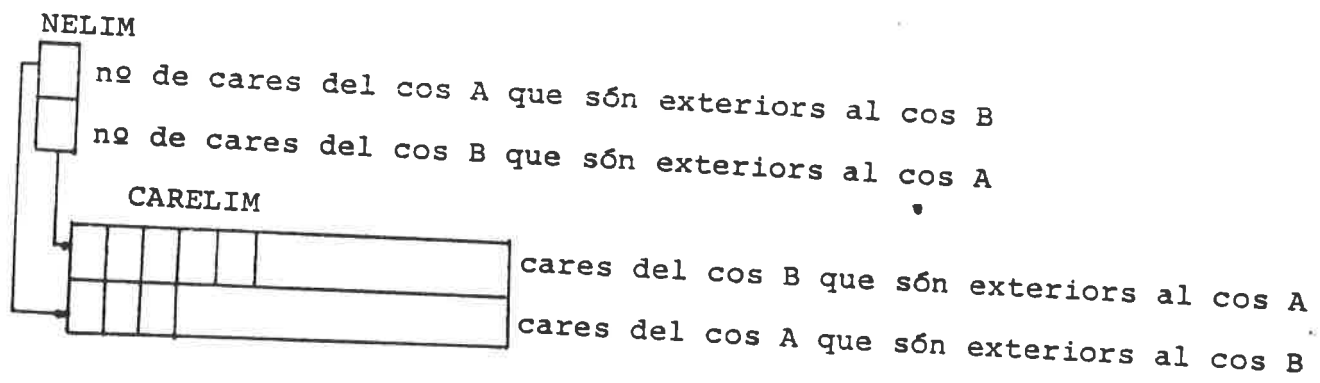 NELIM
nº de cares del cos A que són exteriors al cos B
nº de cares del cos B que són exteriors al cos A
CARELIM
cares del cos B que són exteriors al cos A
cares del cos A que són exteriors al cos B